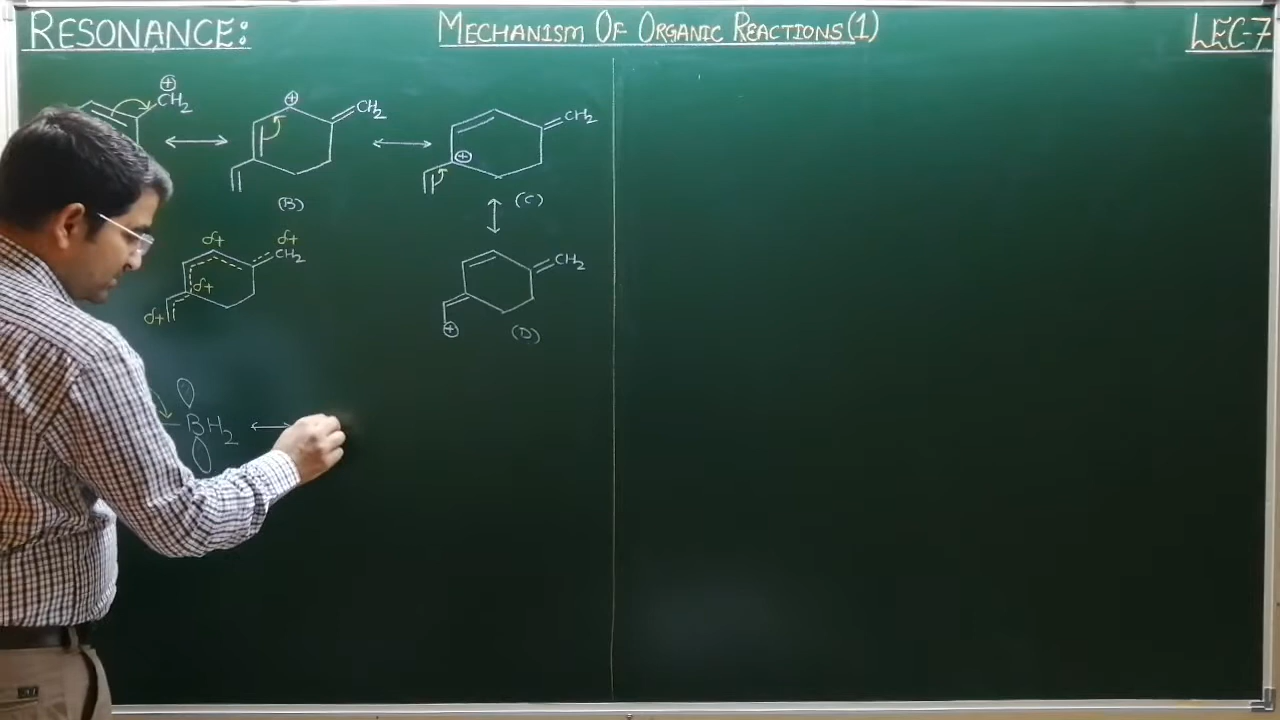 RESONANCE:
MECHANISM OF ORGANIC REACTIONS(1)
LEC-7
⊕
CH2
⊕
CH2
(B)
CH2
⊕
(C)
δ+
δ+
CH2
δ+
δ+
CH2
⊕
(D)
BH2